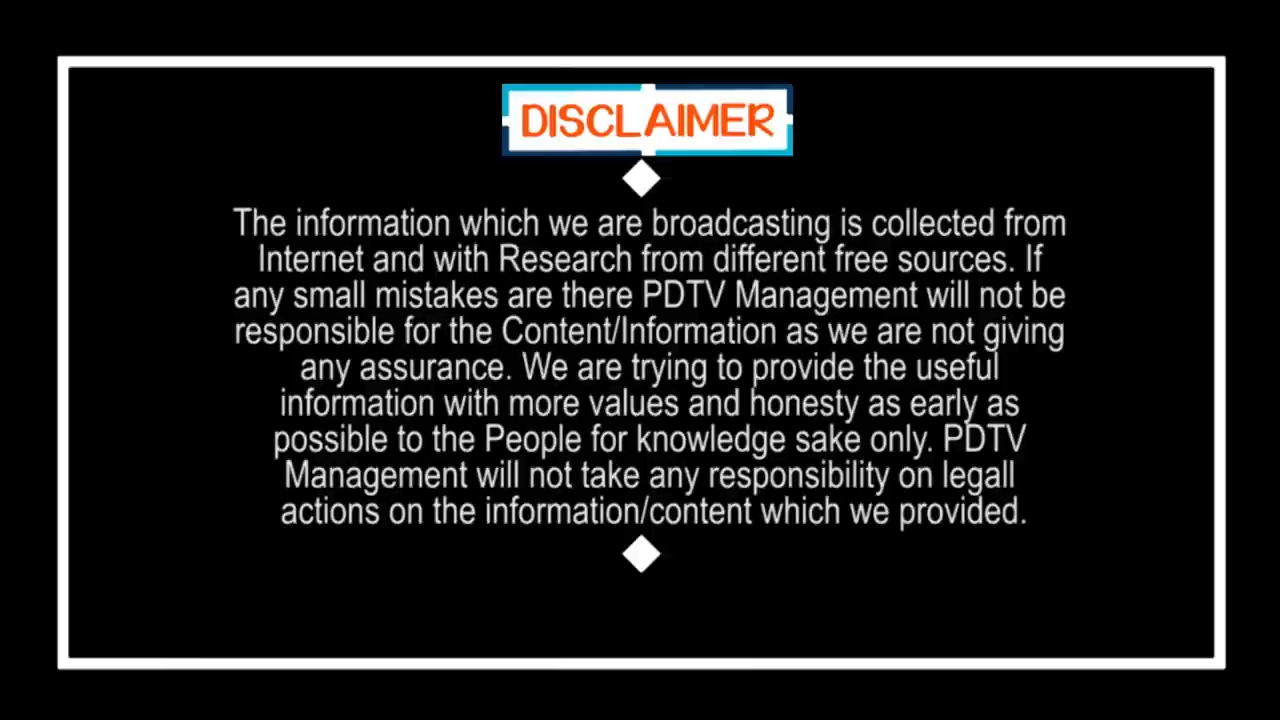 DISCLAIMER
The information which we are broadcasting is collected from
Internet and with Research from different free sources. If
any small mistakes are there PDTV Management will not be
responsible for the Content/Information as we are not giving
any assurance. We are trying to provide the useful
information with more values and honesty as early as
possible to the People for knowledge sake only. PDTV
Management will not take any responsibility on legall
actions on the information/content which we provided.